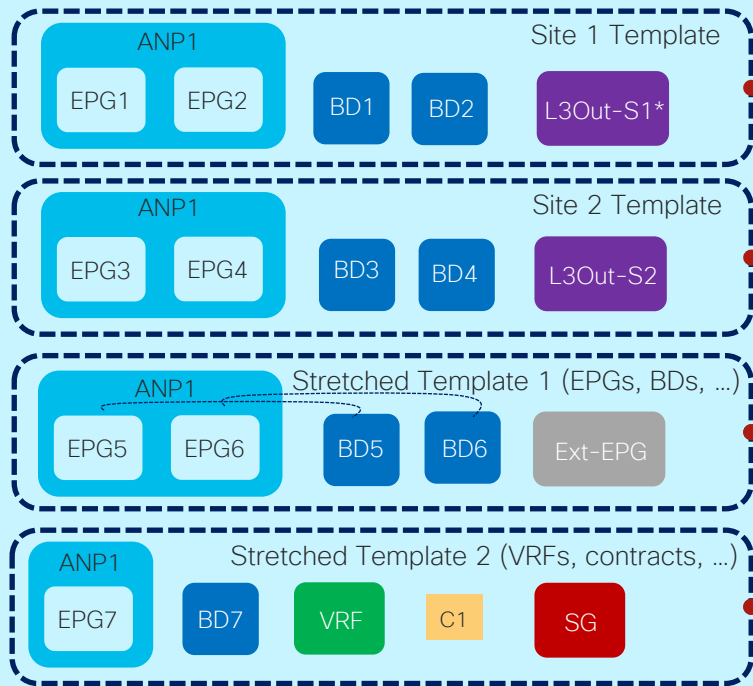 ANP1
Site 1 Template
EPG1 EPG2 BD1 BD2 L3Out-S1*
ANP1
Site 2 Template
EPG3 EPG4 BD3 BD4 L3Out-S2
ANP1
Stretched Template 1 (EPGs, BDs, ...)
EPG5 EPG6 BD5 BD6 Ext-EPG
ANP1
Stretched Template 2 (VRFs, contracts, ...)
EPG7 BD7 VRF C1 SG